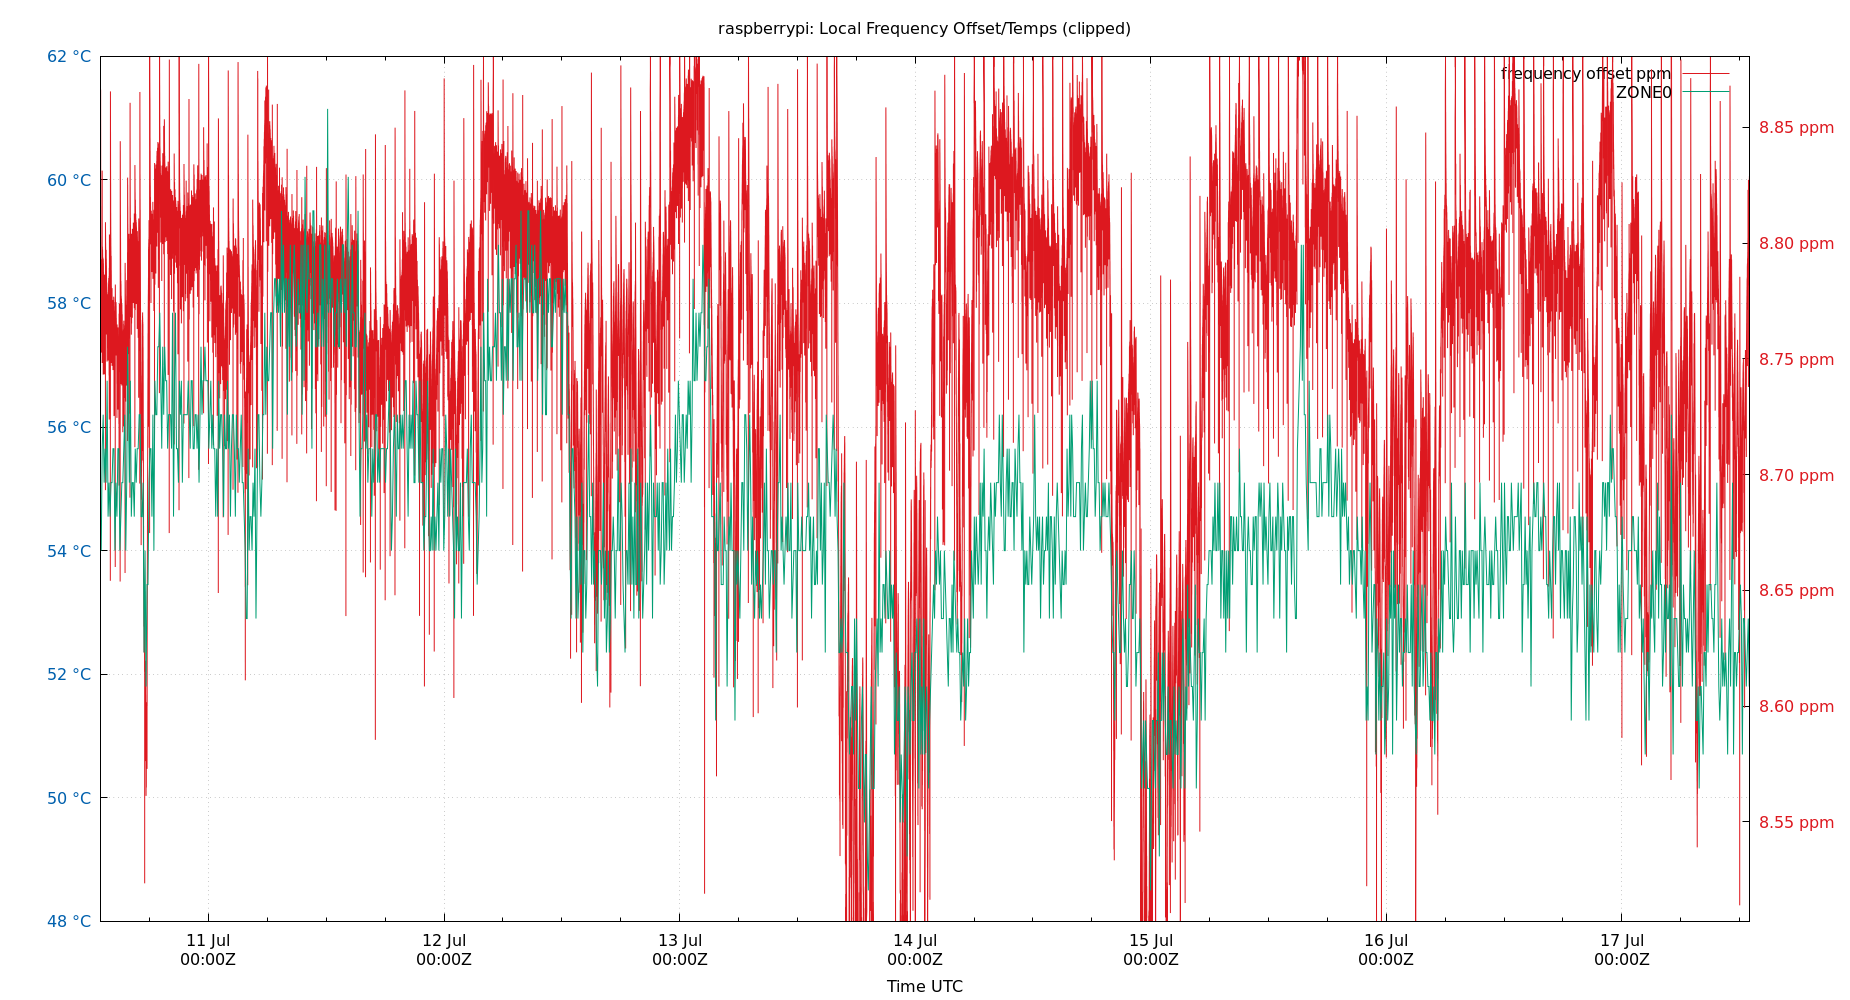 raspberrypi: Local Frequency Offset/Temps (clipped)
62 °C
60 °C
58 °C
56 °C
54 °C
52 °C
50 °C
48 °C
frequency offset ppm
ZONE0
8.85 ppm
8.80 ppm
8.75 ppm
8.70 ppm
8.65 ppm
8.60 ppm
8.55 ppm
11 Jul
00:00Z
12 Jul
00:00Z
13 Jul
00:00Z
14 Jul
00:00Z
15 Jul
00:00Z
16 Jul
00:00Z
17 Jul
00:00Z
Time UTC